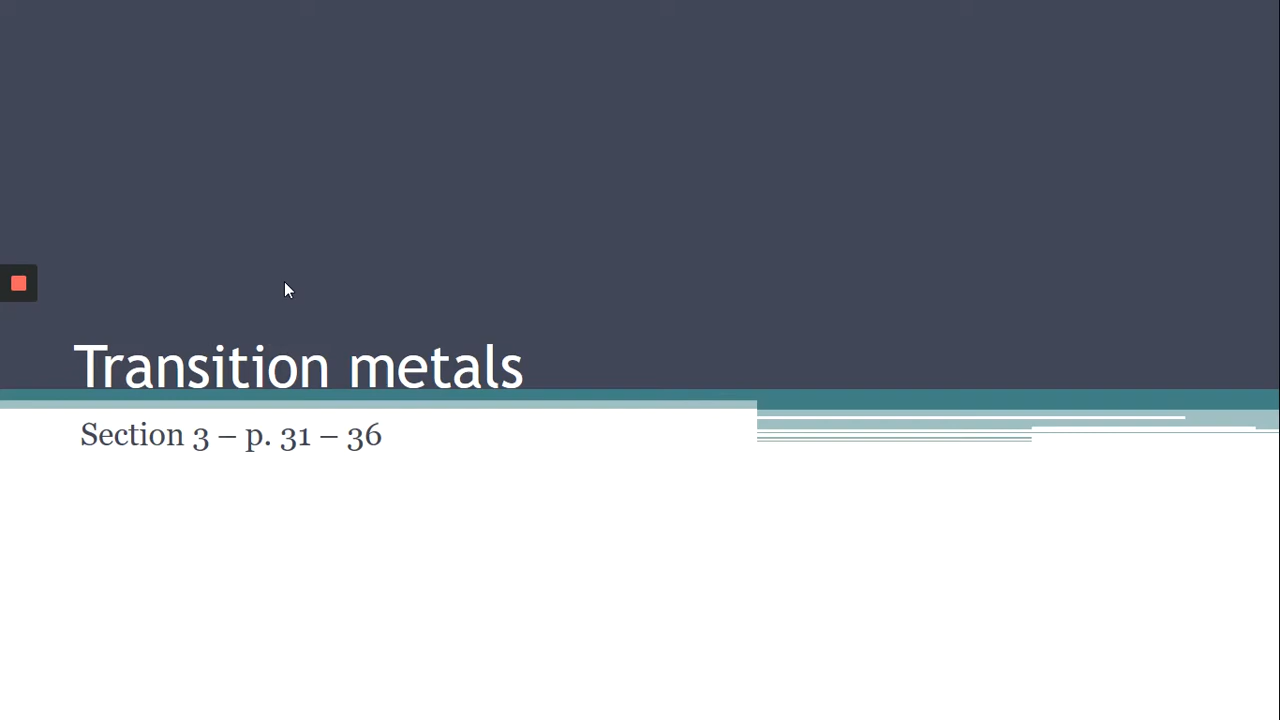 Transition metals
Section 3 – p. 31 – 36